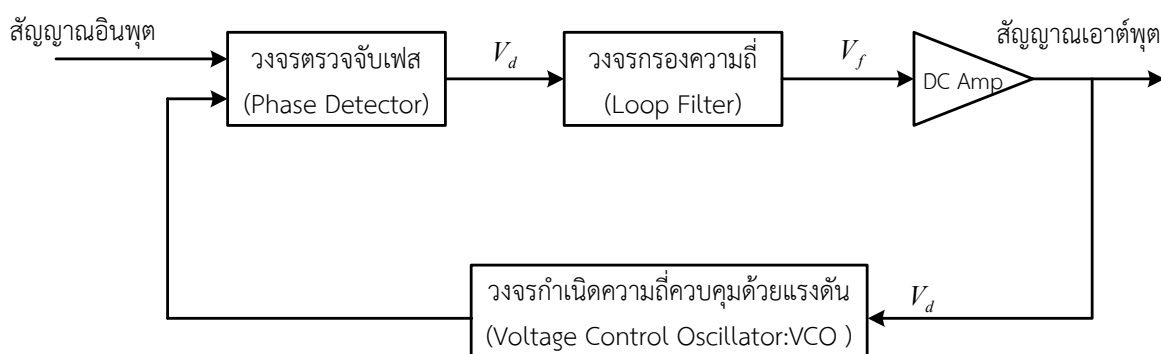 สัญญาณอินพุต
วงจรตรวจจับเฟส
(Phase Detector)
V_d
วงจรกรองความถี่
(Loop Filter)
V_f
DC Amp
สัญญาณเอาต์พุต
วงจรกำเนิดความถี่ควบคุมด้วยแรงดัน
(Voltage Control Oscillator:VCO )
V_d